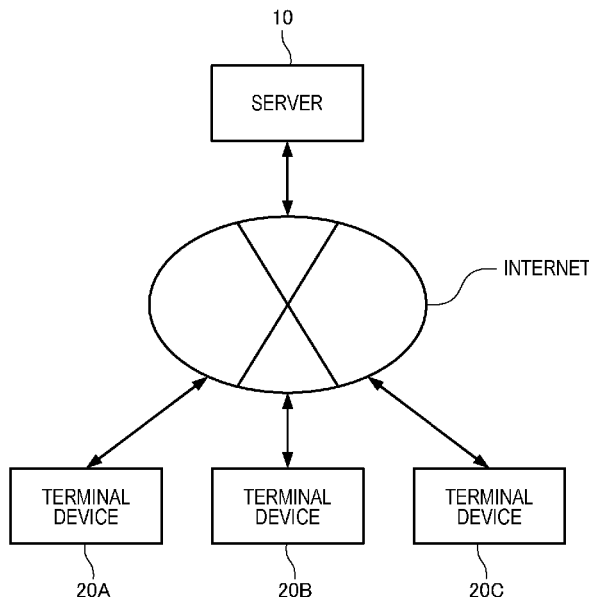 10
SERVER
INTERNET
TERMINAL
DEVICE
TERMINAL
DEVICE
TERMINAL
DEVICE
20A
20B
20C